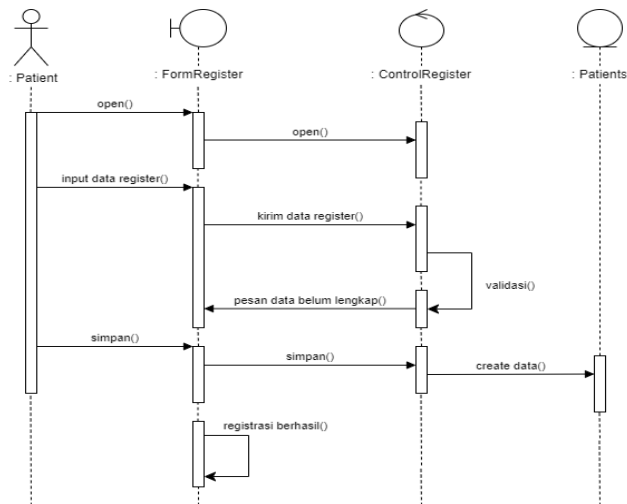 : Patient
: FormRegister
: ControlRegister
: Patients
open()
open()
input data register()
kirim data register()
validasi()
pesan data belum lengkap()
simpan()
simpan()
create data()
registrasi berhasil()